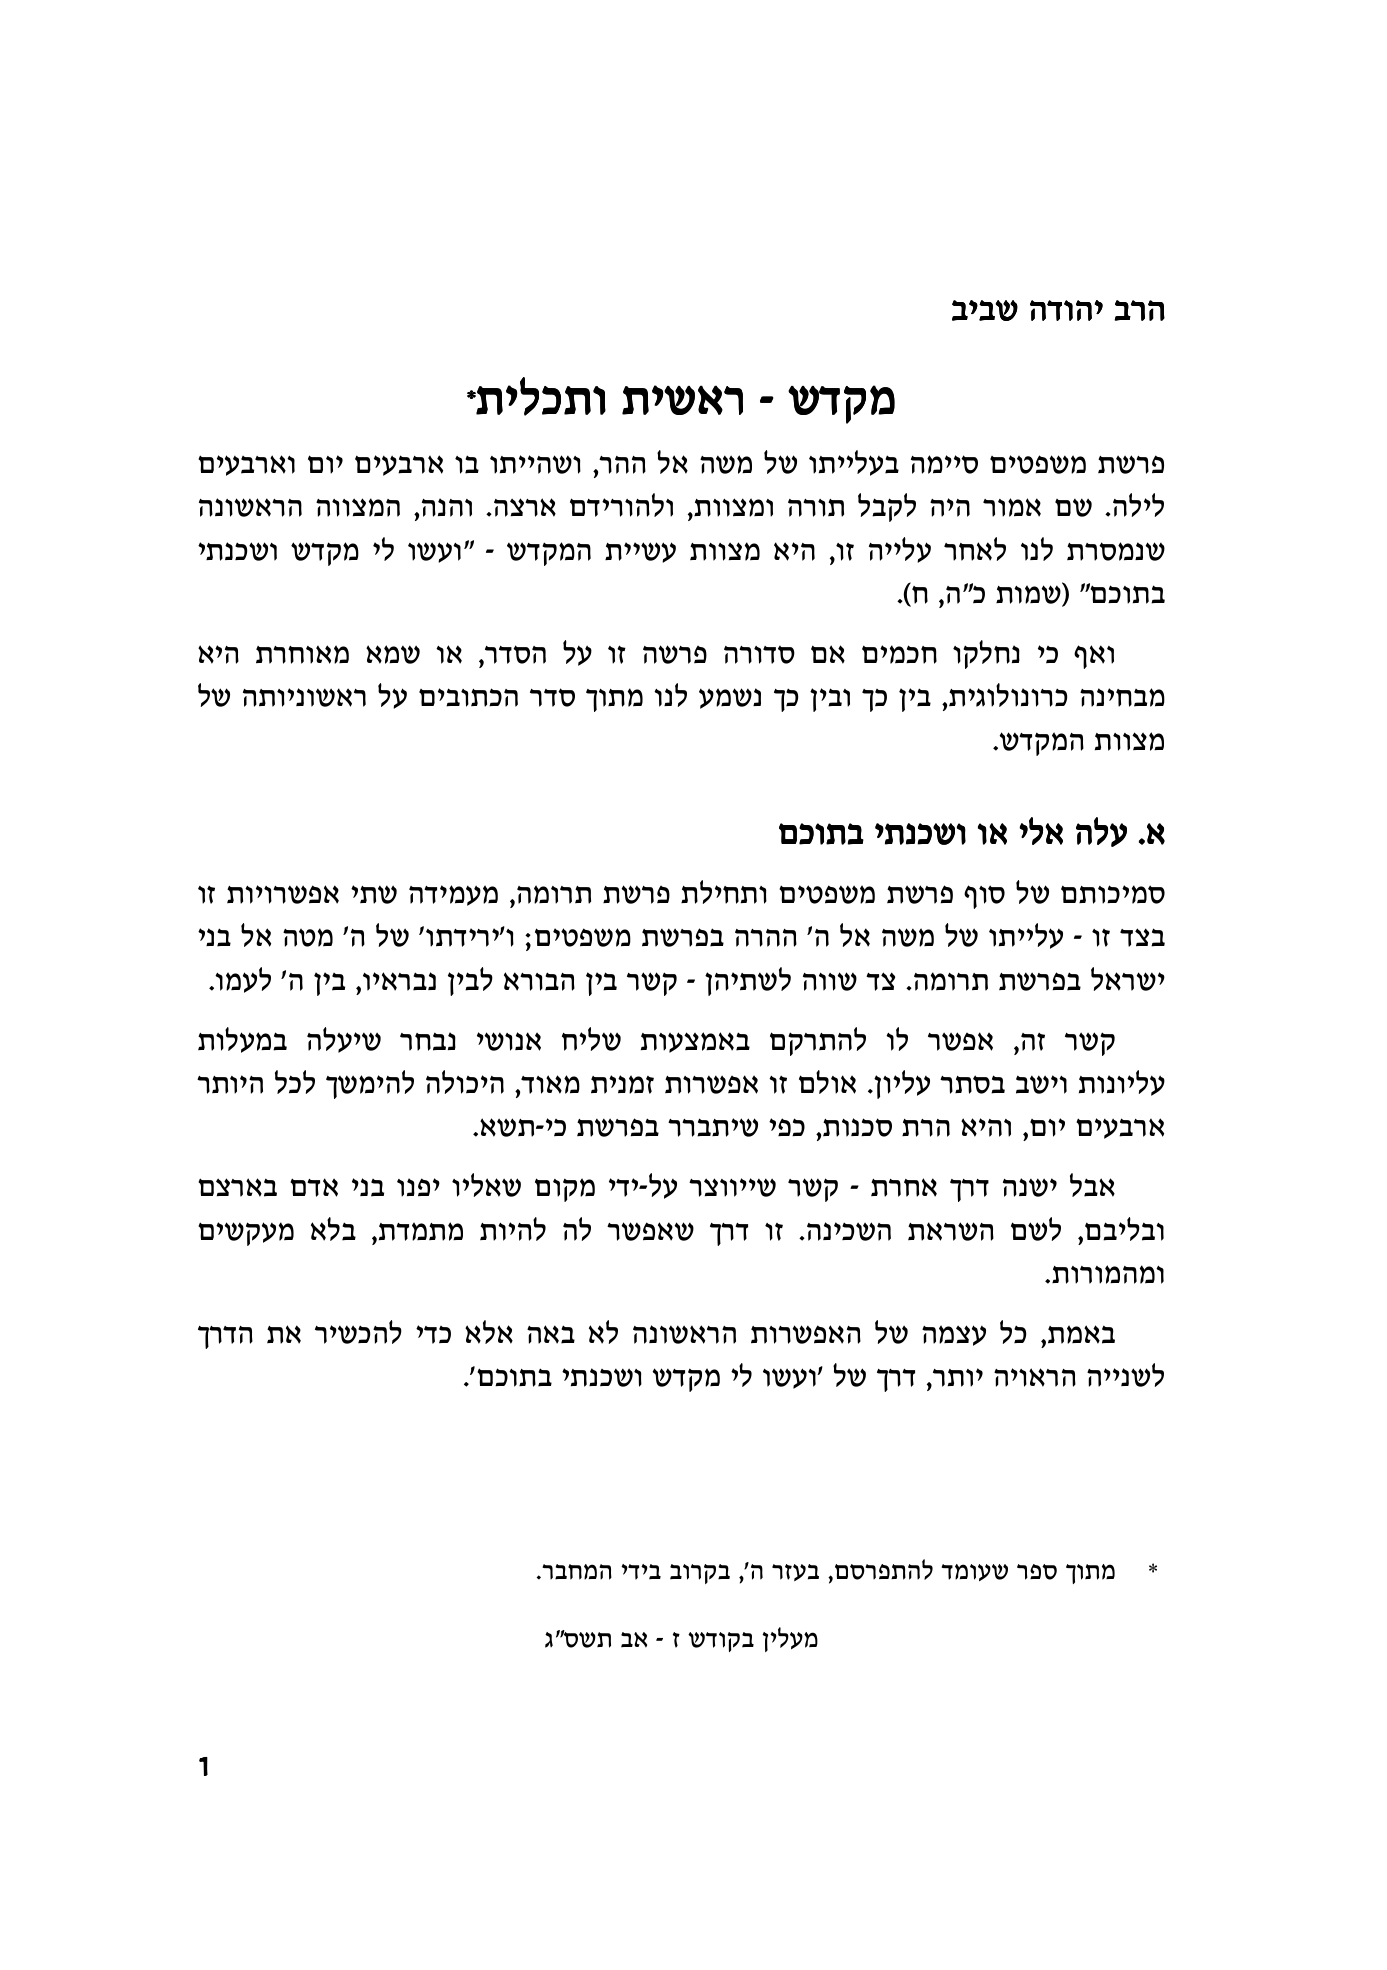 הרב יהודה שביב
מקדש - ראשית ותכלית*
פרשת משפטים סיימה בעלייתו של משה אל ההר, ושהייתו בו ארבעים יום וארבעים
לילה. שם אמור היה לקבל תורה ומצוות, ולהורידם ארצה. והנה, המצווה הראשונה
שנמסרת לנו לאחר עלייה זו, היא מצוות עשיית המקדש - "ועשו לי מקדש ושכנתי
בתוכם" (שמות כ"ה, ח).
ואף כי נחלקו חכמים אם סדורה פרשה זו על הסדר, או שמא מאוחרת היא
מבחינה כרונולוגית, בין כך ובין כך נשמע לנו מתוך סדר הכתובים על ראשוניותה של
מצוות המקדש.
א. עלה אלי או ושכנתי בתוכם
סמיכותם של סוף פרשת משפטים ותחילת פרשת תרומה, מעמידה שתי אפשרויות זו
בצד זו - עלייתו של משה אל ה' ההרה בפרשת משפטים; ו'ירידתו' של ה' מטה אל בני
ישראל בפרשת תרומה. צד שווה לשתיהן - קשר בין הבורא לבין נבראיו, בין ה' לעמו.
קשר זה, אפשר לו להתרקם באמצעות שליח אנושי נבחר שיעלה במעלות
עליונות וישב בסתר עליון. אולם זו אפשרות זמנית מאוד, היכולה להימשך לכל היותר
ארבעים יום, והיא הרת סכנות, כפי שיתברר בפרשת כי-תשא.
אבל ישנה דרך אחרת - קשר שייווצר על-ידי מקום שאליו יפנו בני אדם בארצם
ובליבם, לשם השראת השכינה. זו דרך שאפשר לה להיות מתמדת, בלא מעקשים
ומהמורות.
באמת, כל עצמה של האפשרות הראשונה לא באה אלא כדי להכשיר את הדרך
לשנייה הראויה יותר, דרך של 'ועשו לי מקדש ושכנתי בתוכם'.
* מתוך ספר שעומד להתפרסם, בעזר ה', בקרוב בידי המחבר.
מעלין בקודש ז - אב תשס"ג
1